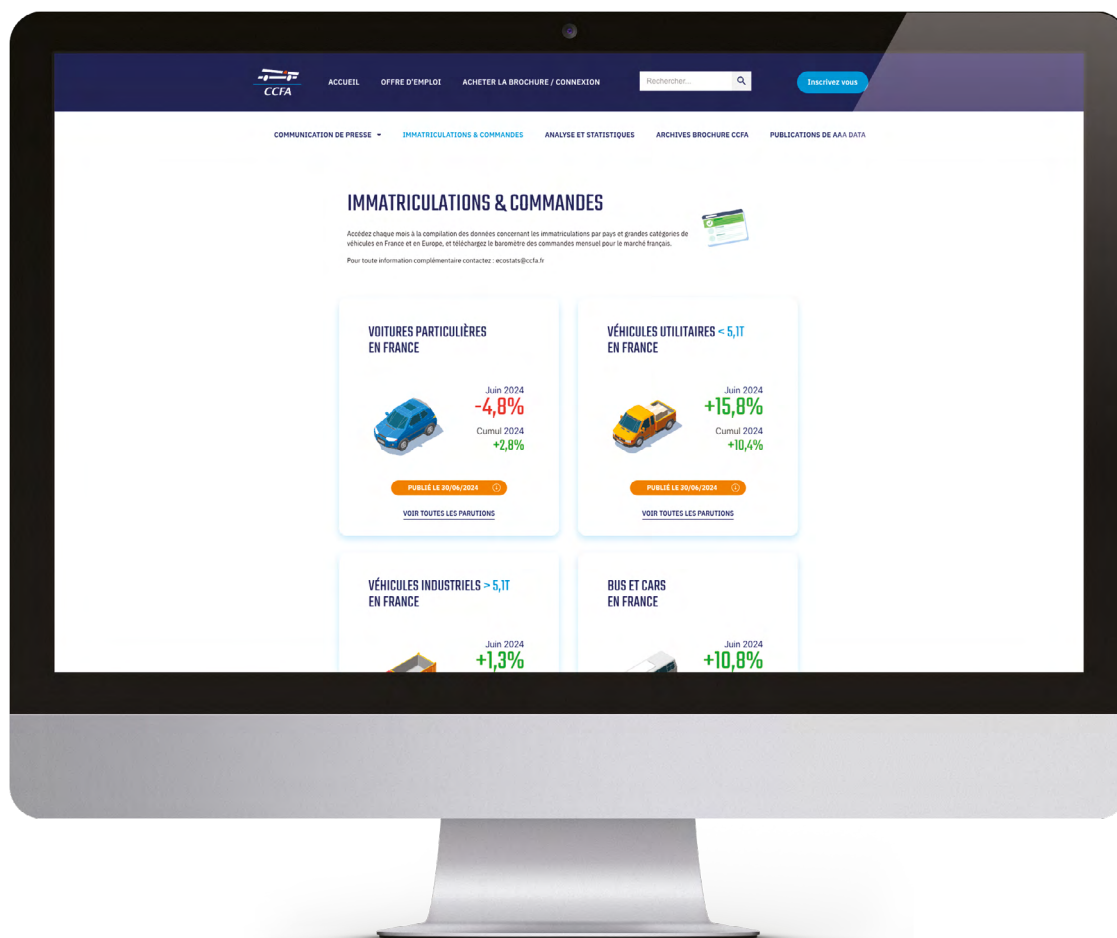 CCFA
ACCUEIL
OFFRE D'EMPLOI
ACHETER LA BROCHURE / CONNEXION
Rechercher...
Inscrivez vous
COMMUNICATION DE PRESSE
IMMATRICULATIONS & COMMANDES
ANALYSE ET STATISTIQUES
ARCHIVES BROCHURE CCFA
PUBLICATIONS DE AAA DATA
IMMATRICULATIONS & COMMANDES
Accédez chaque mois à la compilation des données concernant les immatriculations par pays et grandes catégories de
véhicules en France et en Europe, et téléchargez le baromètre des commandes mensuel pour le marché français.
Pour toute information complémentaire contactez : ecostats@ccfa.fr
VOITURES PARTICULIÈRES
EN FRANCE
Juin 2024
-4,8%
Cumul 2024
+2,8%
PUBLIÉ LE 30/06/2024
VOIR TOUTES LES PARUTIONS
VÉHICULES UTILITAIRES < 5,1T
EN FRANCE
Juin 2024
+15,8%
Cumul 2024
+10,4%
PUBLIÉ LE 30/06/2024
VOIR TOUTES LES PARUTIONS
VÉHICULES INDUSTRIELS > 5,1T
EN FRANCE
Juin 2024
+1,3%
BUS ET CARS
EN FRANCE
Juin 2024
+10,8%